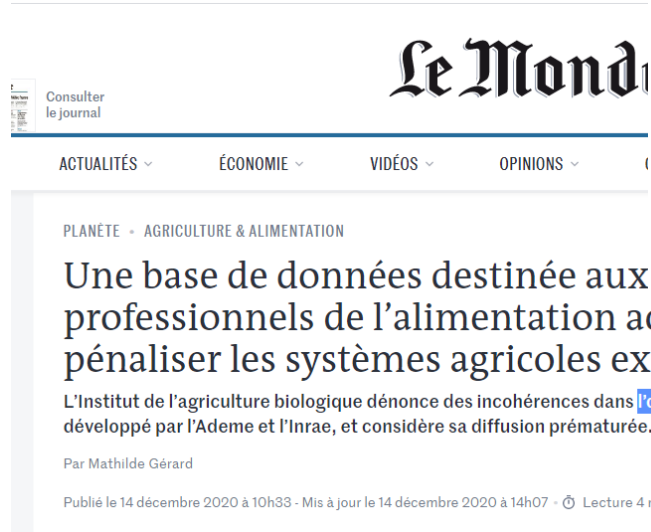 Le Monde
Consulter
le journal
ACTUALITÉS
ÉCONOMIE
VIDÉOS
OPINIONS
PLANÈTE • AGRICULTURE & ALIMENTATION
Une base de données destinée aux
professionnels de l’alimentation
pénaliser les systèmes agricoles
L’Institut de l’agriculture biologique dénonce des incohérences dans
développé par l’Ademe et l’Inrae, et considère sa diffusion prématurée.
Par Mathilde Gérard
Publié le 14 décembre 2020 à 10h33 - Mis à jour le 14 décembre 2020 à 14h07 • Lecture 4